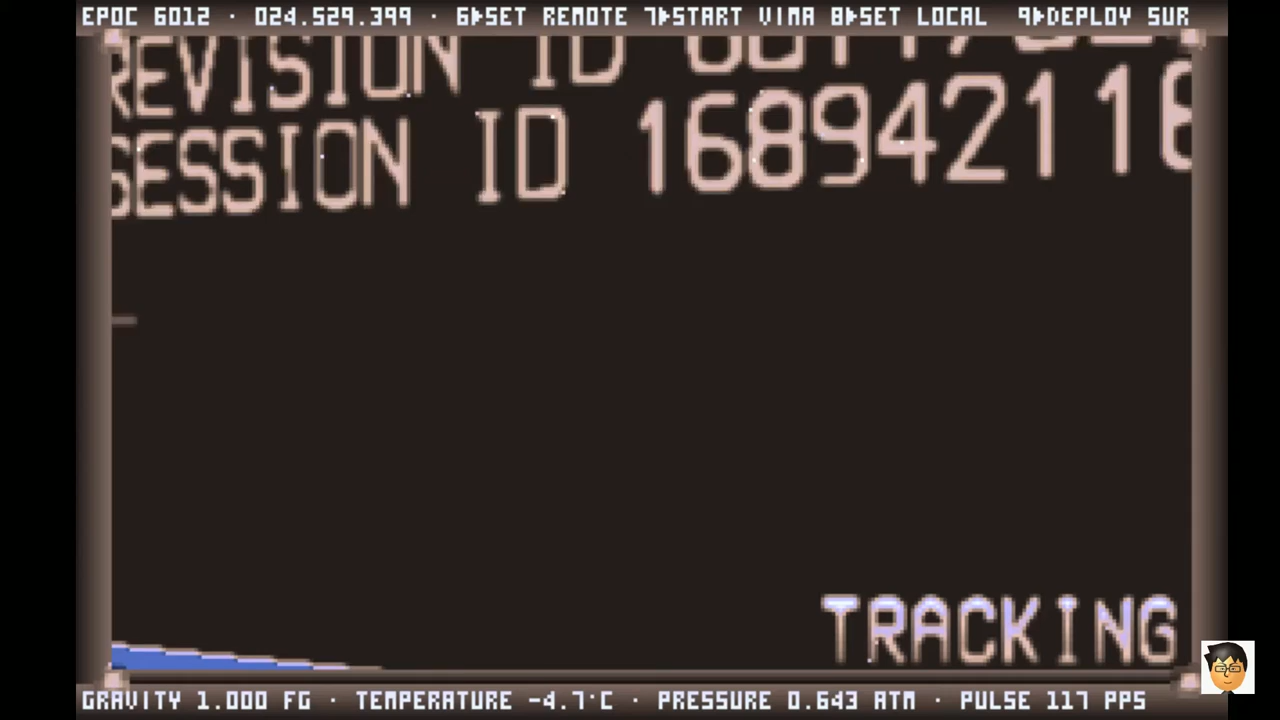 EPOC 6012 · 024.529.399 · 6▸SET REMOTE 7▸START VIMA 8▸SET LOCAL 9▸DEPLOY SUR
REVISION ID
SESSION ID 168942116
TRACKING
GRAVITY 1.000 FG · TEMPERATURE -4.7°C · PRESSURE 0.643 ATM · PULSE 117 PPS